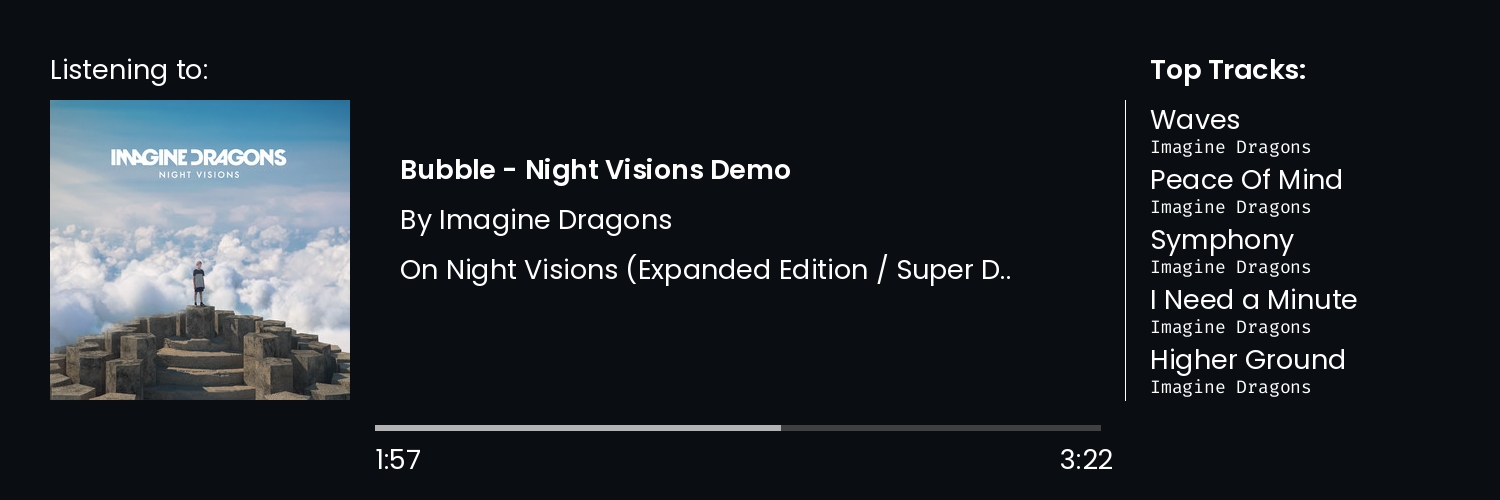 Listening to:
IMAGINE DRAGONS
NIGHT VISIONS
Bubble - Night Visions Demo
By Imagine Dragons
On Night Visions (Expanded Edition / Super D..
1:57
3:22
Top Tracks:
Waves
Imagine Dragons
Peace Of Mind
Imagine Dragons
Symphony
Imagine Dragons
I Need a Minute
Imagine Dragons
Higher Ground
Imagine Dragons